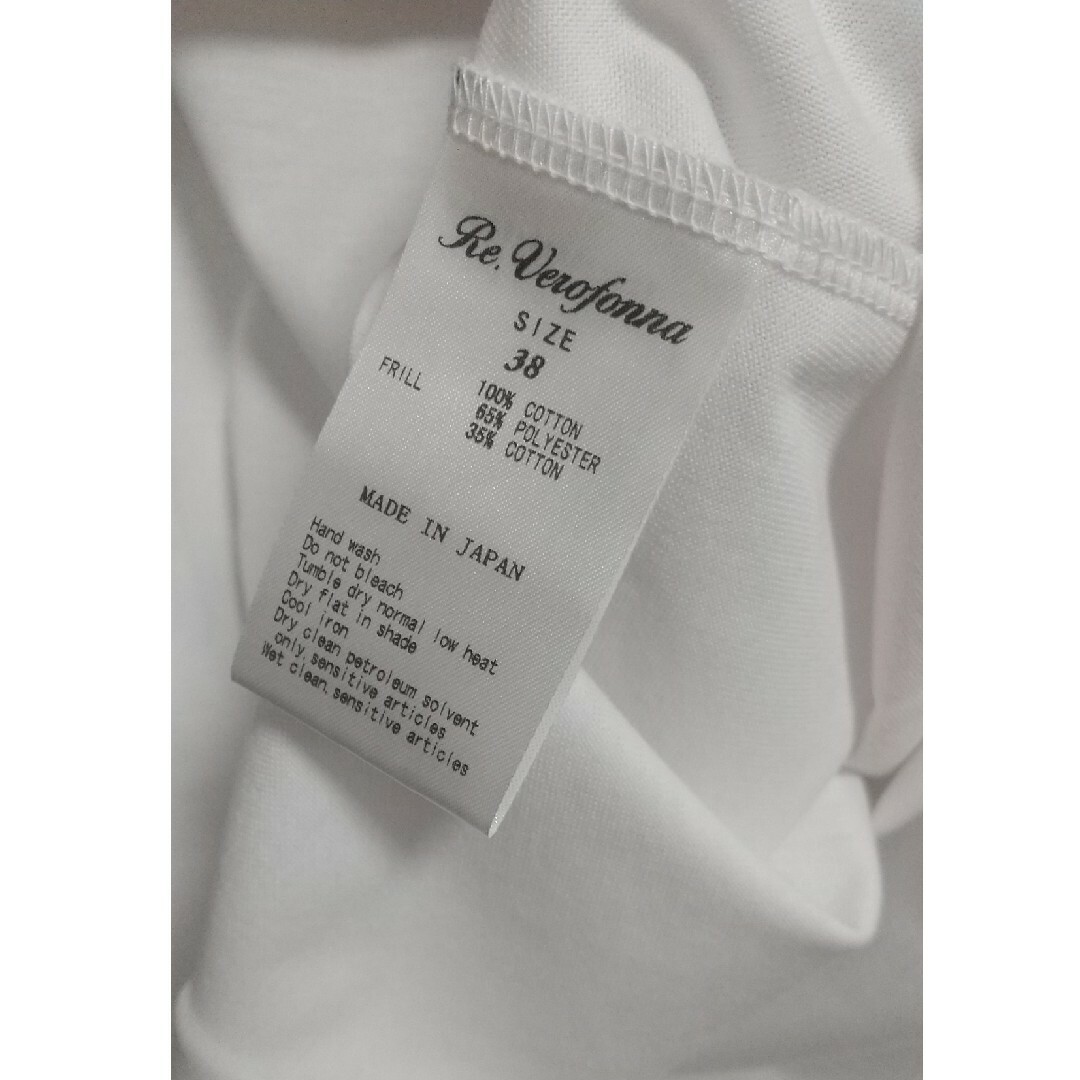 Re. Verofonna
SIZE
38
100% COTTON
FRILL 65% POLYESTER
35% COTTON
MADE IN JAPAN
Hand wash
Do not bleach
Tumble dry normal low heat
Dry flat in shade
Cool iron
Dry clean petroleum solvent
only, sensitive articles
Wet clean, sensitive articles